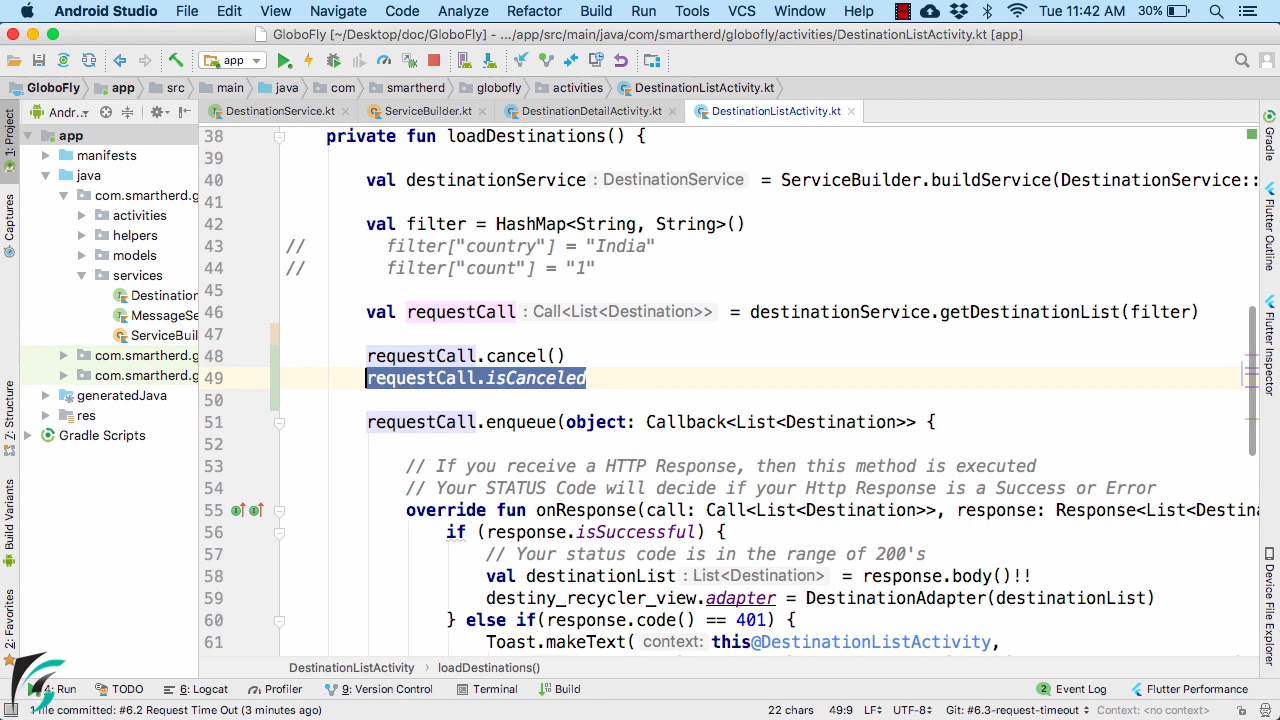 Android Studio File Edit View Navigate Code Analyze Refactor Build Run Tools VCS Window Help Tue 11:42 AM 30%
GloboFly [~/Desktop/doc/GloboFly] - .../app/src/main/java/com/smartherd/globofly/activities/DestinationListActivity.kt [app]
app
GloboFly app src main java com smartherd globofly activities DestinationListActivity.kt
Andr... DestinationService.kt ServiceBuilder.kt DestinationDetailActivity.kt DestinationListActivity.kt
1: Project
Captures
Z: Structure
Build Variants
2: Favorites
app
manifests
java
com.smartherd.g
activities
helpers
models
services
Destination
MessageSe
ServiceBuil
com.smartherd.g
com.smartherd.g
generatedJava
res
Gradle Scripts
38 private fun loadDestinations() {
39
40 val destinationService : DestinationService = ServiceBuilder.buildService(DestinationService::
41
42 val filter = HashMap<String, String>()
43 // filter["country"] = "India"
44 // filter["count"] = "1"
45
46 val requestCall : Call<List<Destination>> = destinationService.getDestinationList(filter)
47
48 requestCall.cancel()
49 requestCall.isCanceled
50
51 requestCall.enqueue(object: Callback<List<Destination>> {
52
53 // If you receive a HTTP Response, then this method is executed
54 // Your STATUS Code will decide if your Http Response is a Success or Error
55 override fun onResponse(call: Call<List<Destination>>, response: Response<List<Destina
56 if (response.isSuccessful) {
57 // Your status code is in the range of 200's
58 val destinationList : List<Destination> = response.body()!!
59 destiny_recycler_view.adapter = DestinationAdapter(destinationList)
60 } else if(response.code() == 401) {
61 Toast.makeText( context: this@DestinationListActivity,
Gradle
Flutter Outline
Flutter Inspector
Device File Explorer
DestinationListActivity loadDestinations()
4: Run TODO 6: Logcat Profiler 9: Version Control Terminal Build 2 Event Log Flutter Performance
1 file committed: #6.2 Request Time Out (3 minutes ago) 22 chars 49:9 LF UTF-8 Git: #6.3-request-timeout Context: <no context>